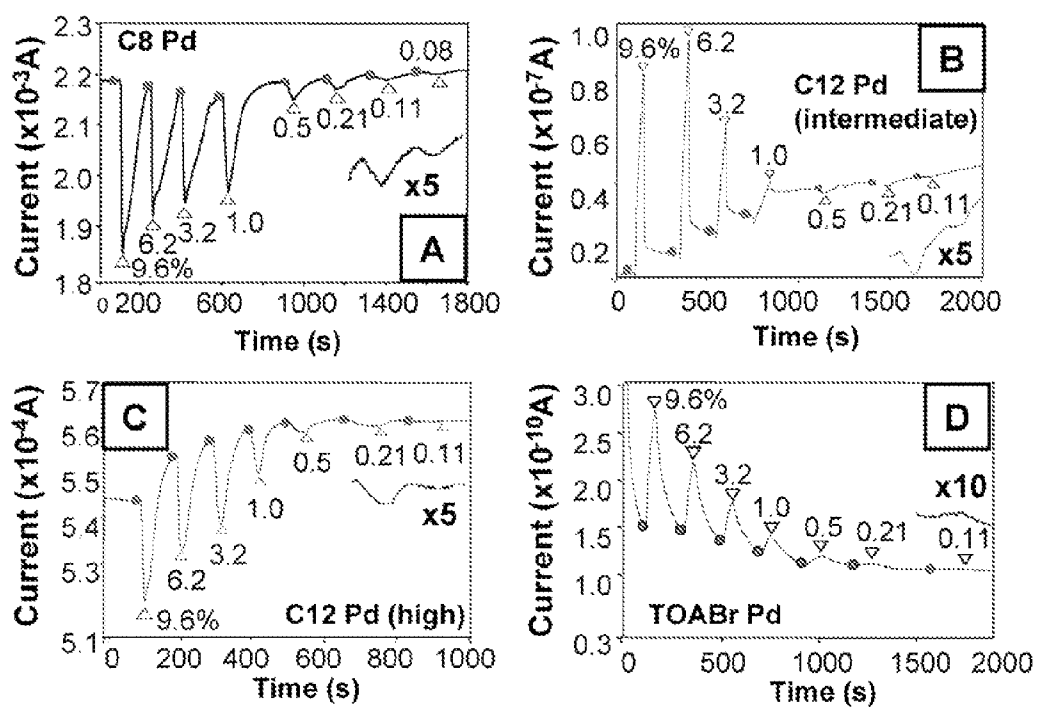 2.3
2.2
2.1
2.0
1.9
1.8
Current (x10⁻³A)
C8 Pd
0.08
0.11
0.21
0.5
1.0
3.2
6.2
9.6%
x5
A
0 200 600 1000 1400 1800
Time (s)
1.0
0.8
0.6
0.4
0.2
Current (x10⁻⁷A)
9.6%
6.2
B
C12 Pd
(intermediate)
3.2
1.0
0.5
0.21
0.11
x5
0 500 1000 1500 2000
Time (s)
5.7
5.6
5.5
5.4
5.3
5.1
Current (x10⁻⁴A)
C
0.5
0.21
0.11
1.0
x5
3.2
6.2
9.6%
C12 Pd (high)
0 200 400 600 800 1000
Time (s)
3.0
2.5
2.0
1.5
1.0
0.3
Current (x10⁻¹⁰A)
9.6%
D
6.2
3.2
x10
1.0
0.5
0.21
0.11
TOABr Pd
0 500 1000 1500 2000
Time (s)